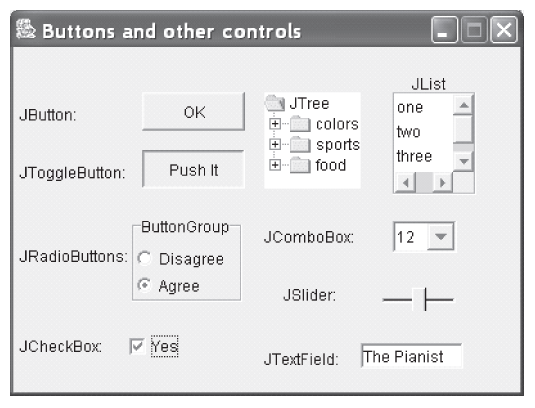 Buttons and other controls
JButton:
OK
JToggleButton:
Push It
JRadioButtons:
ButtonGroup
Disagree
Agree
JCheckBox:
Yes
JTree
colors
sports
food
JList
one
two
three
JComboBox:
12
JSlider:
JTextField:
The Pianist